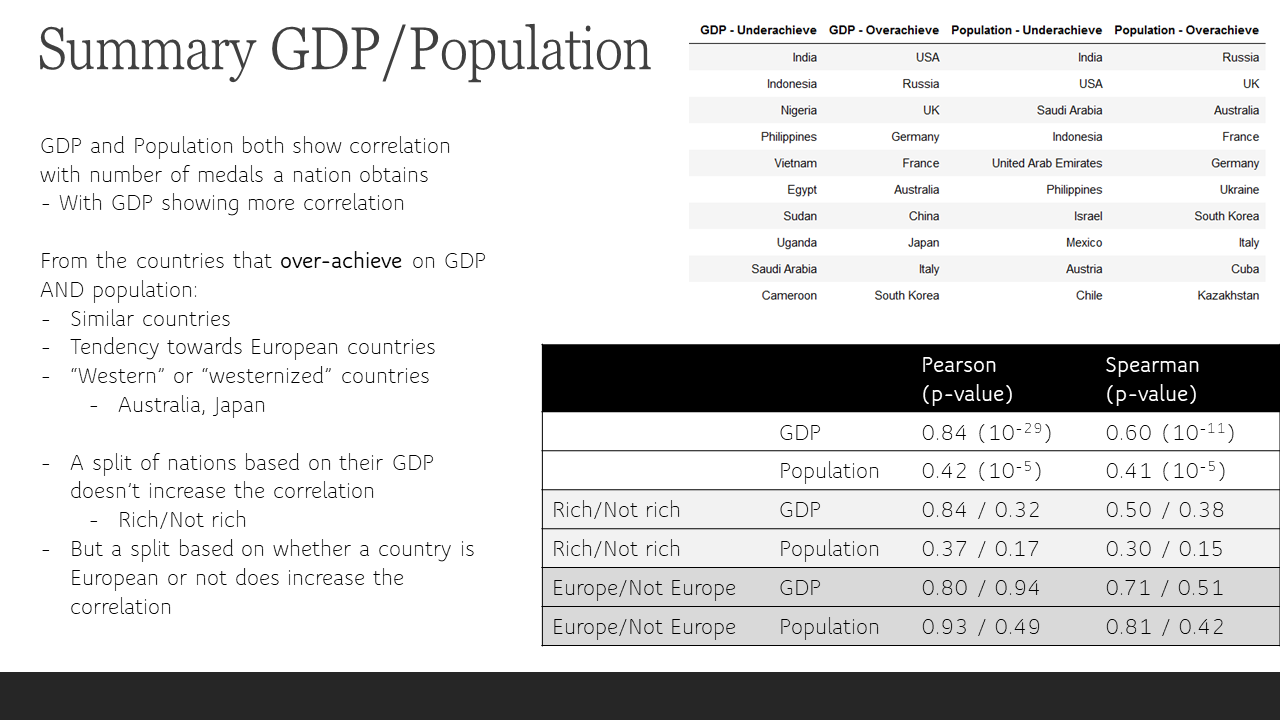 Summary GDP/Population
GDP and Population both show correlation
with number of medals a nation obtains
- With GDP showing more correlation
From the countries that over-achieve on GDP
AND population:
- Similar countries
- Tendency towards European countries
- “Western” or “westernized” countries
- Australia, Japan
- A split of nations based on their GDP
doesn’t increase the correlation
- Rich/Not rich
- But a split based on whether a country is
European or not does increase the
correlation
GDP - Underachieve GDP - Overachieve Population - Underachieve Population - Overachieve
India USA India Russia
Indonesia Russia USA UK
Nigeria UK Saudi Arabia Australia
Philippines Germany Indonesia France
Vietnam France United Arab Emirates Germany
Egypt Australia Philippines Ukraine
Sudan China Israel South Korea
Uganda Japan Mexico Italy
Saudi Arabia Italy Austria Cuba
Cameroon South Korea Chile Kazakhstan
Pearson Spearman
(p-value) (p-value)
GDP 0.84 (10⁻²⁹) 0.60 (10⁻¹¹)
Population 0.42 (10⁻⁵) 0.41 (10⁻⁵)
Rich/Not rich GDP 0.84 / 0.32 0.50 / 0.38
Rich/Not rich Population 0.37 / 0.17 0.30 / 0.15
Europe/Not Europe GDP 0.80 / 0.94 0.71 / 0.51
Europe/Not Europe Population 0.93 / 0.49 0.81 / 0.42